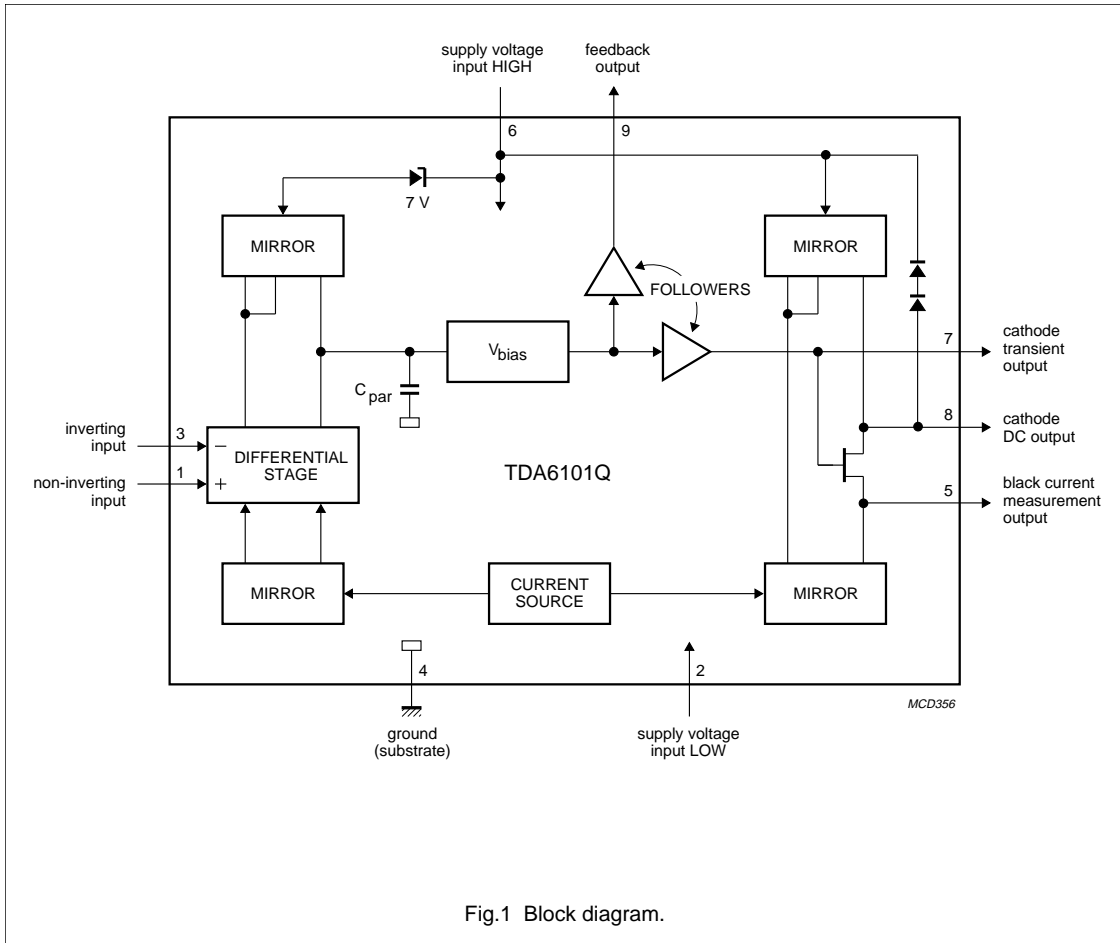 supply voltage
input HIGH
feedback
output
6
9
7 V
MIRROR
MIRROR
FOLLOWERS
Vbias
Cpar
7
cathode
transient
output
8
cathode
DC output
inverting
input
3
−
non-inverting
input
1
+
DIFFERENTIAL
STAGE
TDA6101Q
5
black current
measurement
output
MIRROR
CURRENT
SOURCE
MIRROR
4
2
MCD356
ground
(substrate)
supply voltage
input LOW
Fig.1 Block diagram.